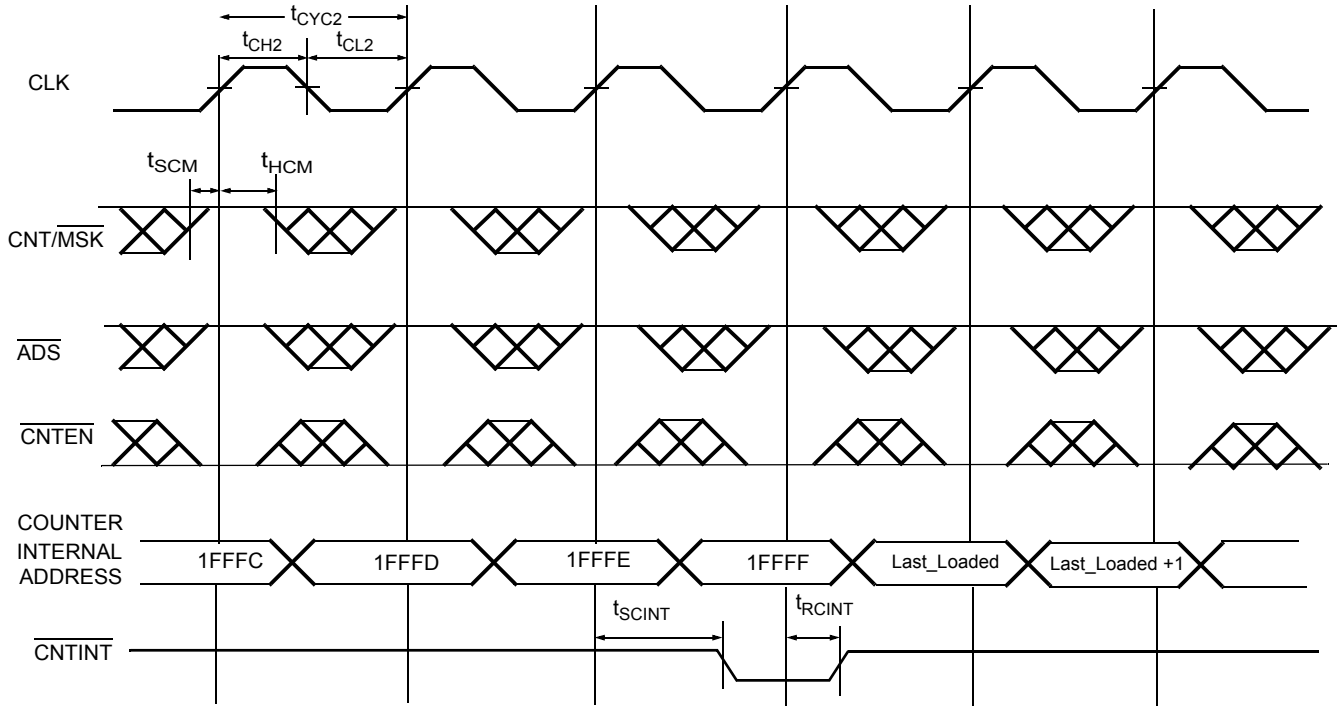 tCYC2
tCH2
tCL2
CLK
tSCM
tHCM
CNT/MSK
ADS
CNTEN
COUNTER
INTERNAL
ADDRESS
1FFFC
1FFFD
1FFFE
1FFFF
Last_Loaded
Last_Loaded +1
tSCINT
tRCINT
CNTINT